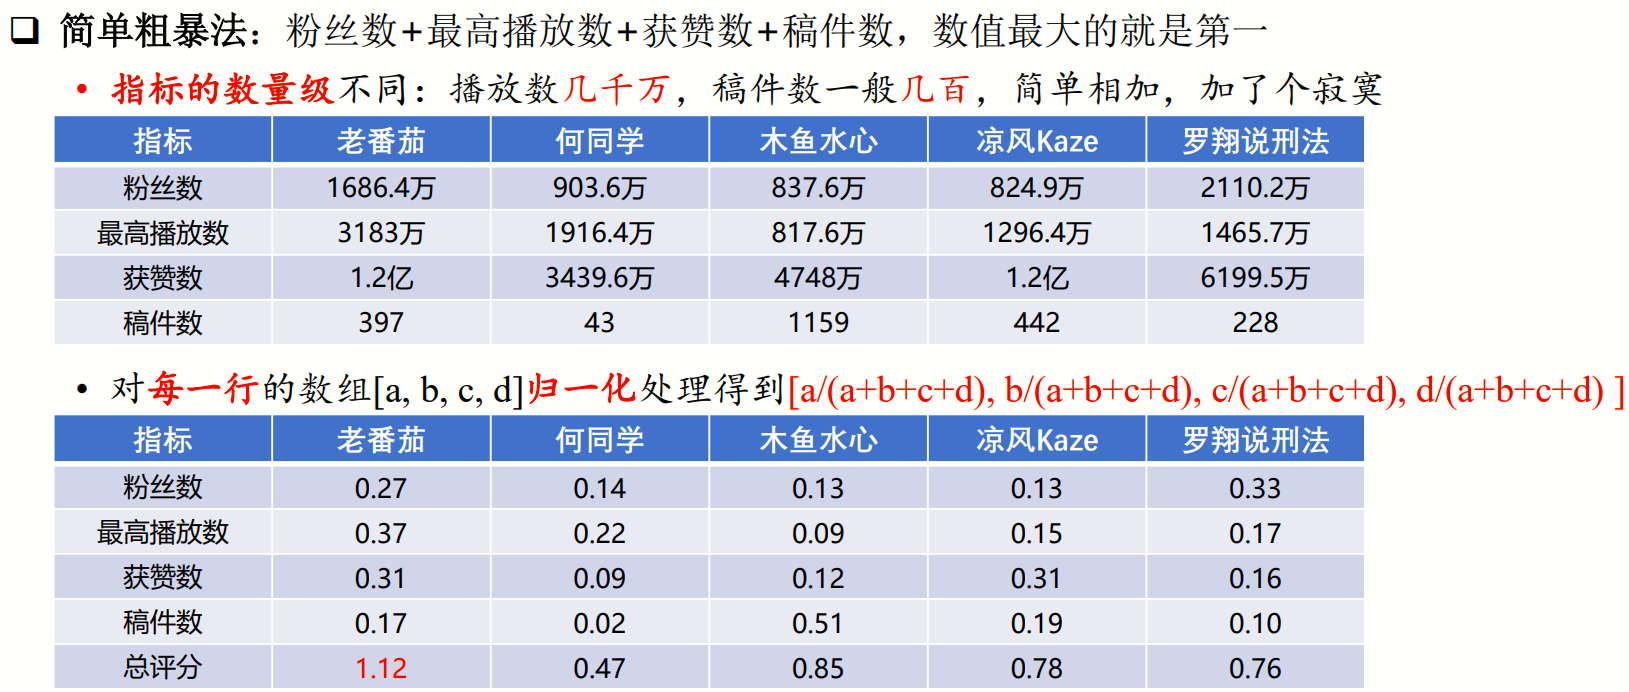 ❑ 简单粗暴法：粉丝数+最高播放数+获赞数+稿件数，数值最大的就是第一
• 指标的数量级不同：播放数几千万，稿件数一般几百，简单相加，加了个寂寞
指标 老番茄 何同学 木鱼水心 凉风Kaze 罗翔说刑法
粉丝数 1686.4万 903.6万 837.6万 824.9万 2110.2万
最高播放数 3183万 1916.4万 817.6万 1296.4万 1465.7万
获赞数 1.2亿 3439.6万 4748万 1.2亿 6199.5万
稿件数 397 43 1159 442 228
• 对每一行的数组[a, b, c, d]归一化处理得到[a/(a+b+c+d), b/(a+b+c+d), c/(a+b+c+d), d/(a+b+c+d) ]
指标 老番茄 何同学 木鱼水心 凉风Kaze 罗翔说刑法
粉丝数 0.27 0.14 0.13 0.13 0.33
最高播放数 0.37 0.22 0.09 0.15 0.17
获赞数 0.31 0.09 0.12 0.31 0.16
稿件数 0.17 0.02 0.51 0.19 0.10
总评分 1.12 0.47 0.85 0.78 0.76